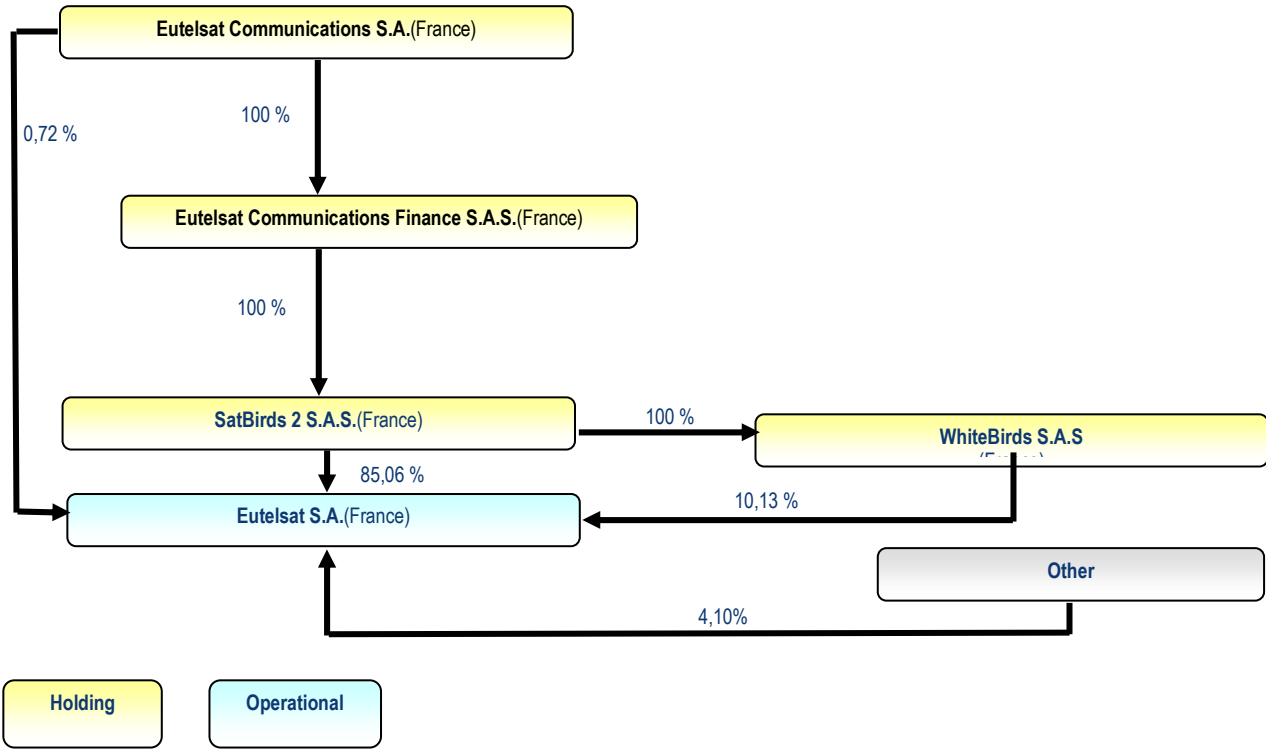 Eutelsat Communications S.A.(France)
100 %
0,72 %
Eutelsat Communications Finance S.A.S.(France)
100 %
SatBirds 2 S.A.S.(France)
100 %
WhiteBirds S.A.S
85,06 %
10,13 %
Eutelsat S.A.(France)
Other
4,10%
Holding
Operational